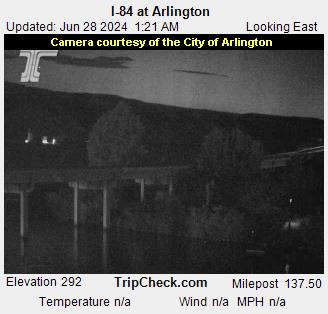 I-84 at Arlington
Updated: Jun 28 2024 1:21 AM Looking East
Camera courtesy of the City of Arlington
Elevation 292 TripCheck.com Milepost 137.50
Temperature n/a Wind n/a MPH n/a